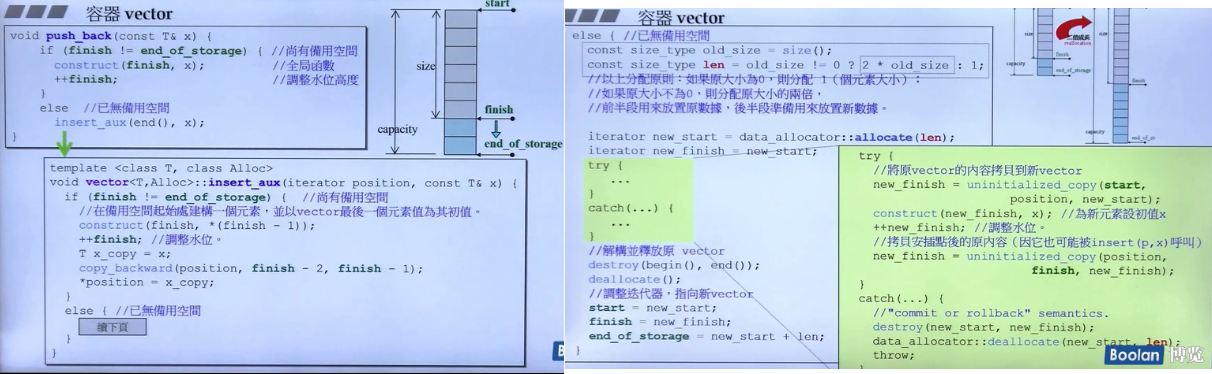 容器 vector
void push_back(const T& x) {
if (finish != end_of_storage) { //尚有備用空間
construct(finish, x); //全局函數
++finish; //調整水位高度
}
else //已無備用空間
insert_aux(end(), x);
}
start
size
finish
capacity
end_of_storage
template <class T, class Alloc>
void vector<T,Alloc>::insert_aux(iterator position, const T& x) {
if (finish != end_of_storage) { //尚有備用空間
//在備用空間起始處建構一個元素，並以vector最後一個元素值為其初值。
construct(finish, *(finish - 1));
++finish; //調整水位。
T x_copy = x;
copy_backward(position, finish - 2, finish - 1);
*position = x_copy;
}
else { //已無備用空間
續下頁
}
}
容器 vector
else { //已無備用空間
const size_type old_size = size();
const size_type len = old_size != 0 ? 2 * old_size : 1;
//以上分配原則：如果原大小為0，則分配 1（個元素大小）；
//如果原大小不為0，則分配原大小的兩倍，
//前半段用來放置原數據，後半段準備用來放置新數據。
iterator new_start = data_allocator::allocate(len);
iterator new_finish = new_start;
try {
...
}
catch(...) {
...
}
//解構並釋放原 vector
destroy(begin(), end());
deallocate();
//調整迭代器，指向新vector
start = new_start;
finish = new_finish;
end_of_storage = new_start + len;
}
size
finish
capacity
end_of_storage
二倍成長
reallocation
size
finish
capacity
end_of_st
try {
//將原vector的內容拷貝到新vector
new_finish = uninitialized_copy(start,
position, new_start);
construct(new_finish, x); //為新元素設初值x
++new_finish; //調整水位。
//拷貝安插點後的原內容（因它也可能被insert(p,x)呼叫）
new_finish = uninitialized_copy(position,
finish, new_finish);
}
catch(...) {
//"commit or rollback" semantics.
destroy(new_start, new_finish);
data_allocator::deallocate(new_start, len);
throw;
Boolan 博览